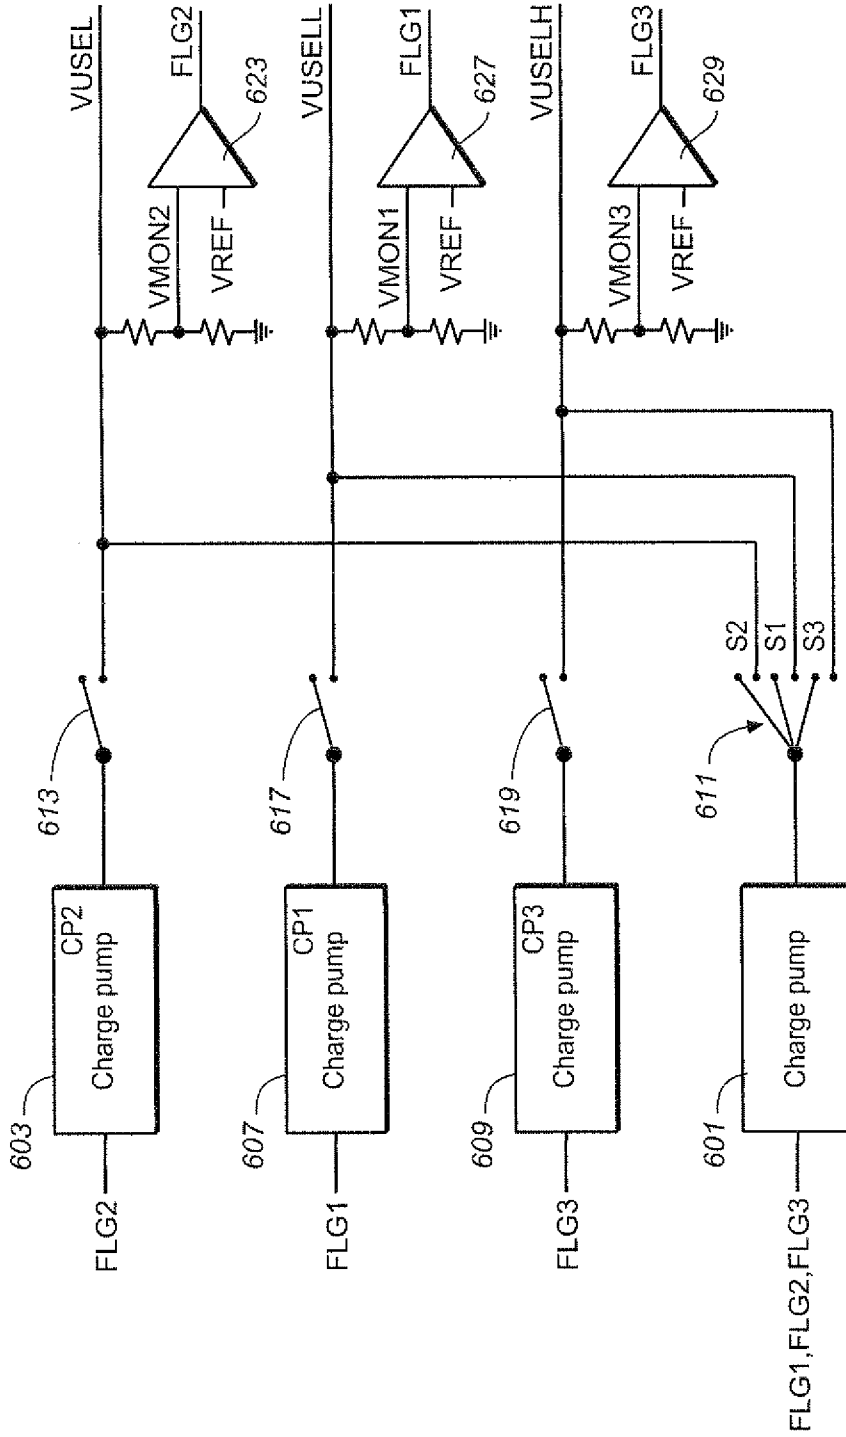 FLG2
603
CP2
Charge pump
613
VUSEL
VMON2
VREF
623
FLG2
FLG1
607
CP1
Charge pump
617
VUSELL
VMON1
VREF
627
FLG1
FLG3
609
CP3
Charge pump
619
VUSELH
VMON3
VREF
629
FLG3
FLG1,FLG2,FLG3
601
Charge pump
611
S2
S1
S3